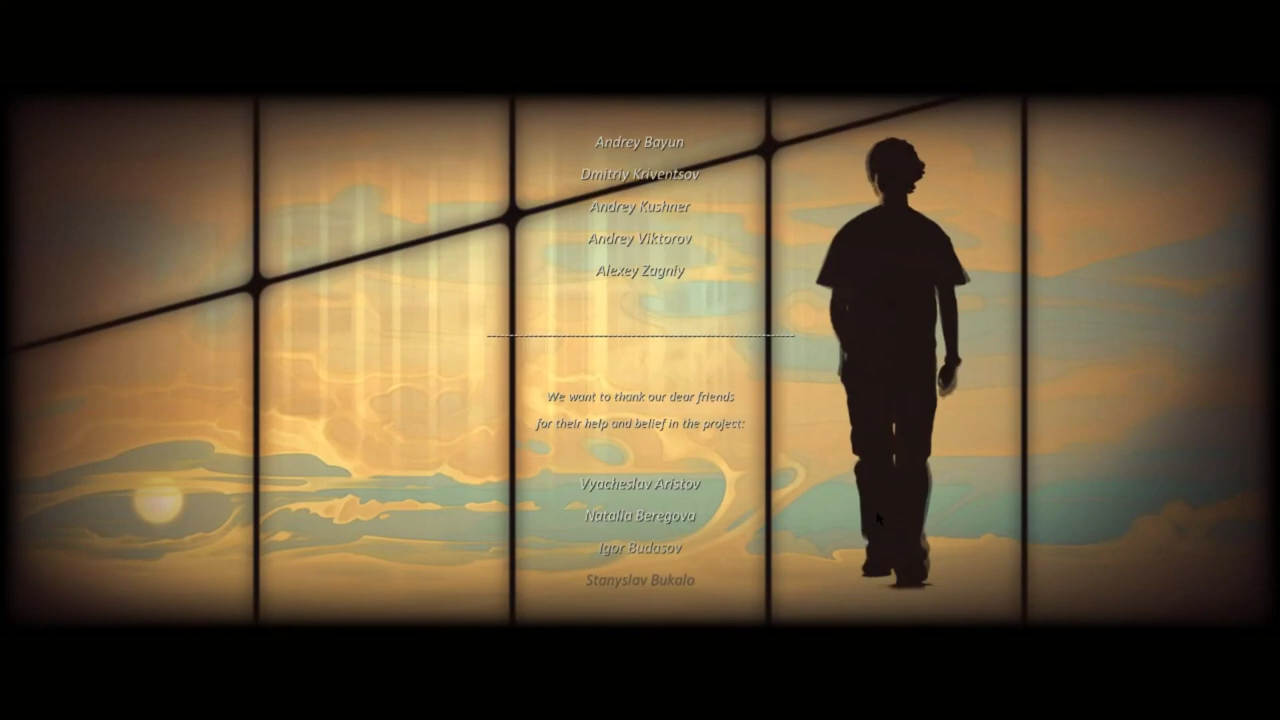 Andrey Bayun
Dmitriy Kriventsov
Andrey Kushner
Andrey Viktorov
Alexey Zagniy
We want to thank our dear friends
for their help and belief in the project:
Vyacheslav Aristov
Natalia Beregova
Igor Budasov
Stanyslav Bukalo